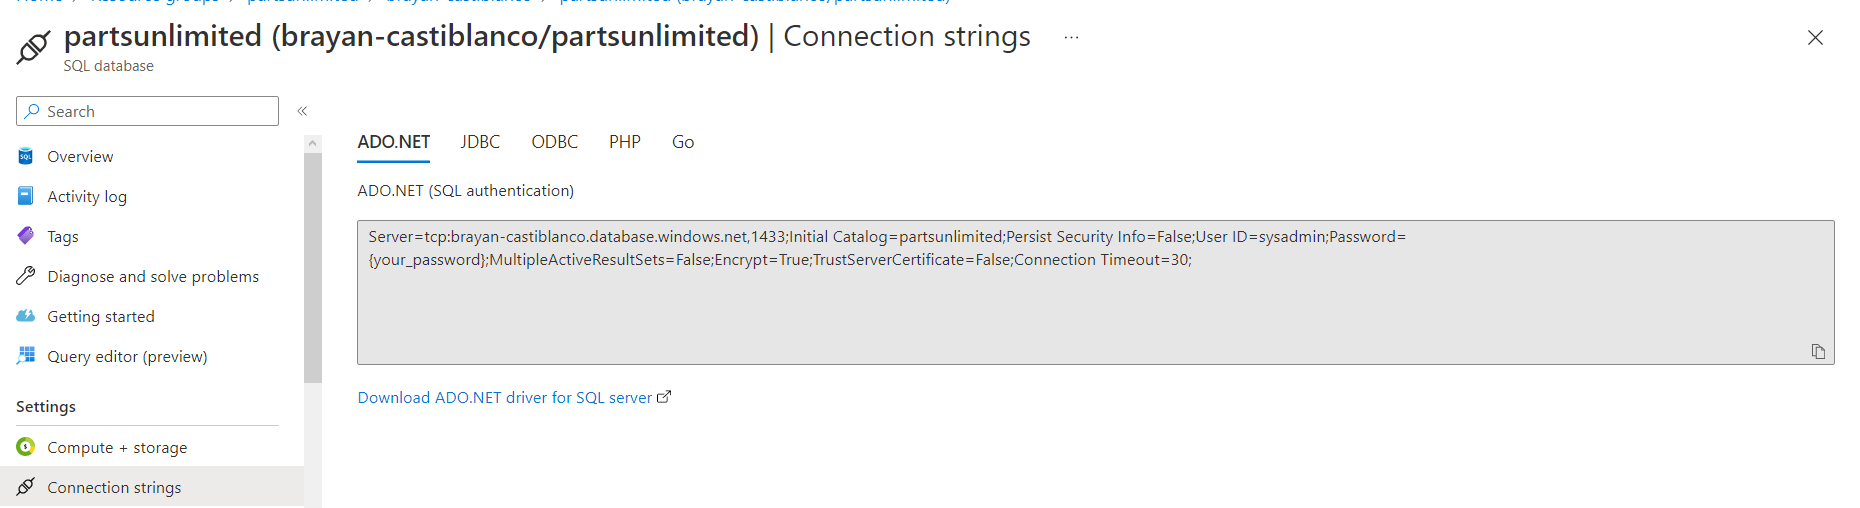 Home > Resource groups > partsunlimited > brayan-castiblanco > partsunlimited (brayan-castiblanco/partsunlimited)
partsunlimited (brayan-castiblanco/partsunlimited) | Connection strings ...
SQL database
Search
«
Overview
Activity log
Tags
Diagnose and solve problems
Getting started
Query editor (preview)
Settings
Compute + storage
Connection strings
ADO.NET JDBC ODBC PHP Go
ADO.NET (SQL authentication)
Server=tcp:brayan-castiblanco.database.windows.net,1433;Initial Catalog=partsunlimited;Persist Security Info=False;User ID=sysadmin;Password=
{your_password};MultipleActiveResultSets=False;Encrypt=True;TrustServerCertificate=False;Connection Timeout=30;
Download ADO.NET driver for SQL server